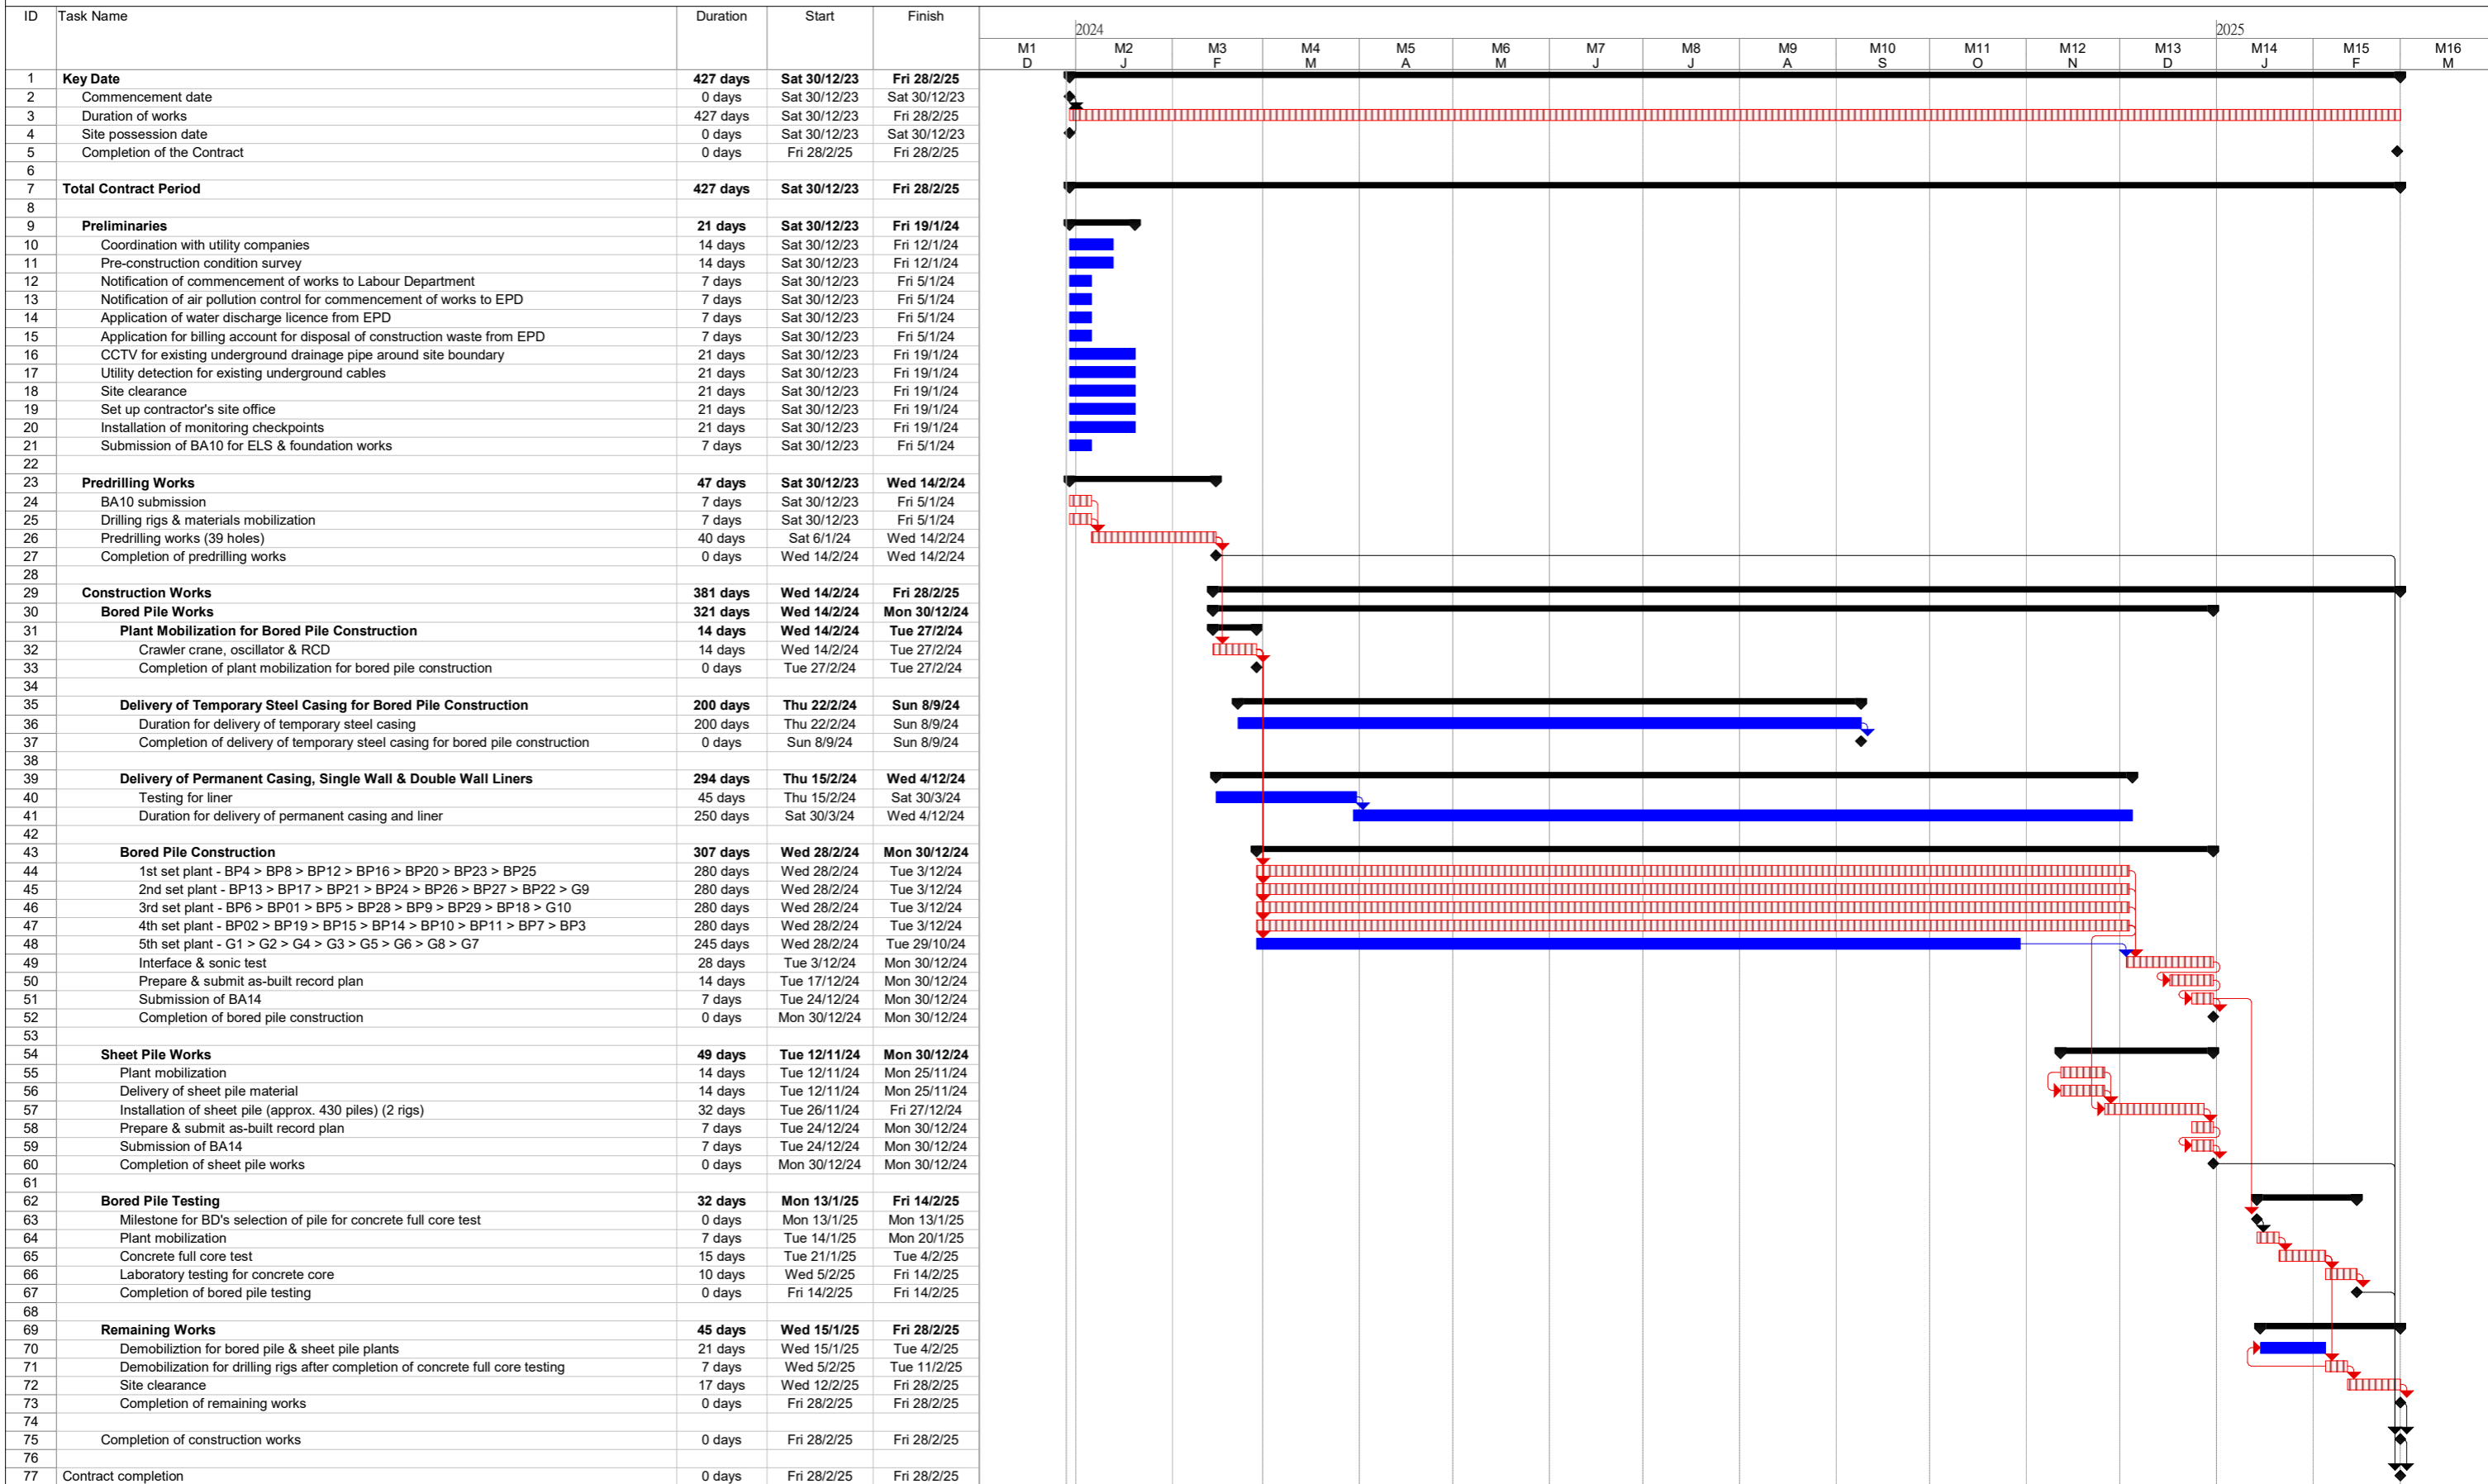 ID Task Name Duration Start Finish
2024 2025
M1 M2 M3 M4 M5 M6 M7 M8 M9 M10 M11 M12 M13 M14 M15 M16
D J F M A M J J A S O N D J F M
1 Key Date 427 days Sat 30/12/23 Fri 28/2/25
2 Commencement date 0 days Sat 30/12/23 Sat 30/12/23
3 Duration of works 427 days Sat 30/12/23 Fri 28/2/25
4 Site possession date 0 days Sat 30/12/23 Sat 30/12/23
5 Completion of the Contract 0 days Fri 28/2/25 Fri 28/2/25
6
7 Total Contract Period 427 days Sat 30/12/23 Fri 28/2/25
8
9 Preliminaries 21 days Sat 30/12/23 Fri 19/1/24
10 Coordination with utility companies 14 days Sat 30/12/23 Fri 12/1/24
11 Pre-construction condition survey 14 days Sat 30/12/23 Fri 12/1/24
12 Notification of commencement of works to Labour Department 7 days Sat 30/12/23 Fri 5/1/24
13 Notification of air pollution control for commencement of works to EPD 7 days Sat 30/12/23 Fri 5/1/24
14 Application of water discharge licence from EPD 7 days Sat 30/12/23 Fri 5/1/24
15 Application for billing account for disposal of construction waste from EPD 7 days Sat 30/12/23 Fri 5/1/24
16 CCTV for existing underground drainage pipe around site boundary 21 days Sat 30/12/23 Fri 19/1/24
17 Utility detection for existing underground cables 21 days Sat 30/12/23 Fri 19/1/24
18 Site clearance 21 days Sat 30/12/23 Fri 19/1/24
19 Set up contractor's site office 21 days Sat 30/12/23 Fri 19/1/24
20 Installation of monitoring checkpoints 21 days Sat 30/12/23 Fri 19/1/24
21 Submission of BA10 for ELS & foundation works 7 days Sat 30/12/23 Fri 5/1/24
22
23 Predrilling Works 47 days Sat 30/12/23 Wed 14/2/24
24 BA10 submission 7 days Sat 30/12/23 Fri 5/1/24
25 Drilling rigs & materials mobilization 7 days Sat 30/12/23 Fri 5/1/24
26 Predrilling works (39 holes) 40 days Sat 6/1/24 Wed 14/2/24
27 Completion of predrilling works 0 days Wed 14/2/24 Wed 14/2/24
28
29 Construction Works 381 days Wed 14/2/24 Fri 28/2/25
30 Bored Pile Works 321 days Wed 14/2/24 Mon 30/12/24
31 Plant Mobilization for Bored Pile Construction 14 days Wed 14/2/24 Tue 27/2/24
32 Crawler crane, oscillator & RCD 14 days Wed 14/2/24 Tue 27/2/24
33 Completion of plant mobilization for bored pile construction 0 days Tue 27/2/24 Tue 27/2/24
34
35 Delivery of Temporary Steel Casing for Bored Pile Construction 200 days Thu 22/2/24 Sun 8/9/24
36 Duration for delivery of temporary steel casing 200 days Thu 22/2/24 Sun 8/9/24
37 Completion of delivery of temporary steel casing for bored pile construction 0 days Sun 8/9/24 Sun 8/9/24
38
39 Delivery of Permanent Casing, Single Wall & Double Wall Liners 294 days Thu 15/2/24 Wed 4/12/24
40 Testing for liner 45 days Thu 15/2/24 Sat 30/3/24
41 Duration for delivery of permanent casing and liner 250 days Sat 30/3/24 Wed 4/12/24
42
43 Bored Pile Construction 307 days Wed 28/2/24 Mon 30/12/24
44 1st set plant - BP4 > BP8 > BP12 > BP16 > BP20 > BP23 > BP25 280 days Wed 28/2/24 Tue 3/12/24
45 2nd set plant - BP13 > BP17 > BP21 > BP24 > BP26 > BP27 > BP22 > G9 280 days Wed 28/2/24 Tue 3/12/24
46 3rd set plant - BP6 > BP01 > BP5 > BP28 > BP9 > BP29 > BP18 > G10 280 days Wed 28/2/24 Tue 3/12/24
47 4th set plant - BP02 > BP19 > BP15 > BP14 > BP10 > BP11 > BP7 > BP3 280 days Wed 28/2/24 Tue 3/12/24
48 5th set plant - G1 > G2 > G4 > G3 > G5 > G6 > G8 > G7 245 days Wed 28/2/24 Tue 29/10/24
49 Interface & sonic test 28 days Tue 3/12/24 Mon 30/12/24
50 Prepare & submit as-built record plan 14 days Tue 17/12/24 Mon 30/12/24
51 Submission of BA14 7 days Tue 24/12/24 Mon 30/12/24
52 Completion of bored pile construction 0 days Mon 30/12/24 Mon 30/12/24
53
54 Sheet Pile Works 49 days Tue 12/11/24 Mon 30/12/24
55 Plant mobilization 14 days Tue 12/11/24 Mon 25/11/24
56 Delivery of sheet pile material 14 days Tue 12/11/24 Mon 25/11/24
57 Installation of sheet pile (approx. 430 piles) (2 rigs) 32 days Tue 26/11/24 Fri 27/12/24
58 Prepare & submit as-built record plan 7 days Tue 24/12/24 Mon 30/12/24
59 Submission of BA14 7 days Tue 24/12/24 Mon 30/12/24
60 Completion of sheet pile works 0 days Mon 30/12/24 Mon 30/12/24
61
62 Bored Pile Testing 32 days Mon 13/1/25 Fri 14/2/25
63 Milestone for BD's selection of pile for concrete full core test 0 days Mon 13/1/25 Mon 13/1/25
64 Plant mobilization 7 days Tue 14/1/25 Mon 20/1/25
65 Concrete full core test 15 days Tue 21/1/25 Tue 4/2/25
66 Laboratory testing for concrete core 10 days Wed 5/2/25 Fri 14/2/25
67 Completion of bored pile testing 0 days Fri 14/2/25 Fri 14/2/25
68
69 Remaining Works 45 days Wed 15/1/25 Fri 28/2/25
70 Demobiliztion for bored pile & sheet pile plants 21 days Wed 15/1/25 Tue 4/2/25
71 Demobilization for drilling rigs after completion of concrete full core testing 7 days Wed 5/2/25 Tue 11/2/25
72 Site clearance 17 days Wed 12/2/25 Fri 28/2/25
73 Completion of remaining works 0 days Fri 28/2/25 Fri 28/2/25
74
75 Completion of construction works 0 days Fri 28/2/25 Fri 28/2/25
76
77 Contract completion 0 days Fri 28/2/25 Fri 28/2/25